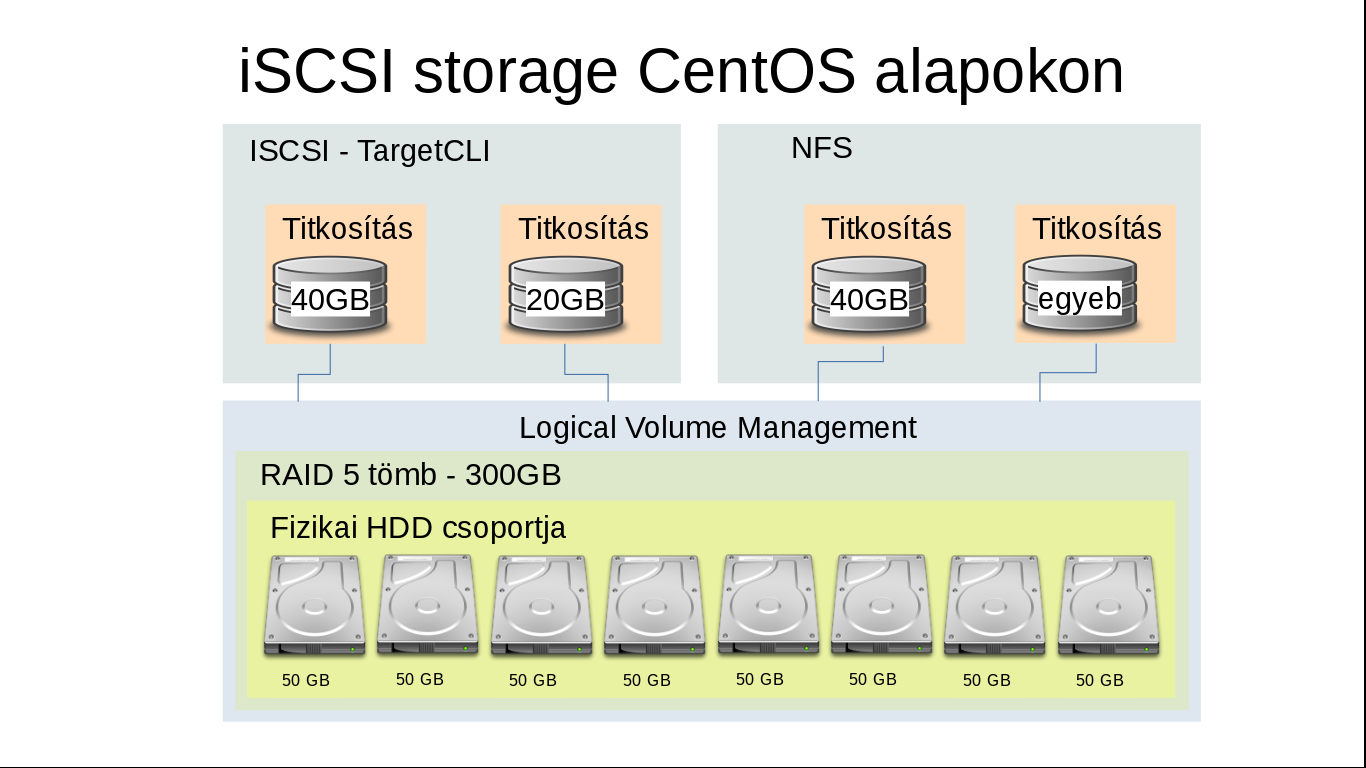 iSCSI storage CentOS alapokon
ISCSI - TargetCLI
Titkosítás
40GB
Titkosítás
20GB
NFS
Titkosítás
40GB
Titkosítás
egyeb
Logical Volume Management
RAID 5 tömb - 300GB
Fizikai HDD csoportja
50 GB
50 GB
50 GB
50 GB
50 GB
50 GB
50 GB
50 GB